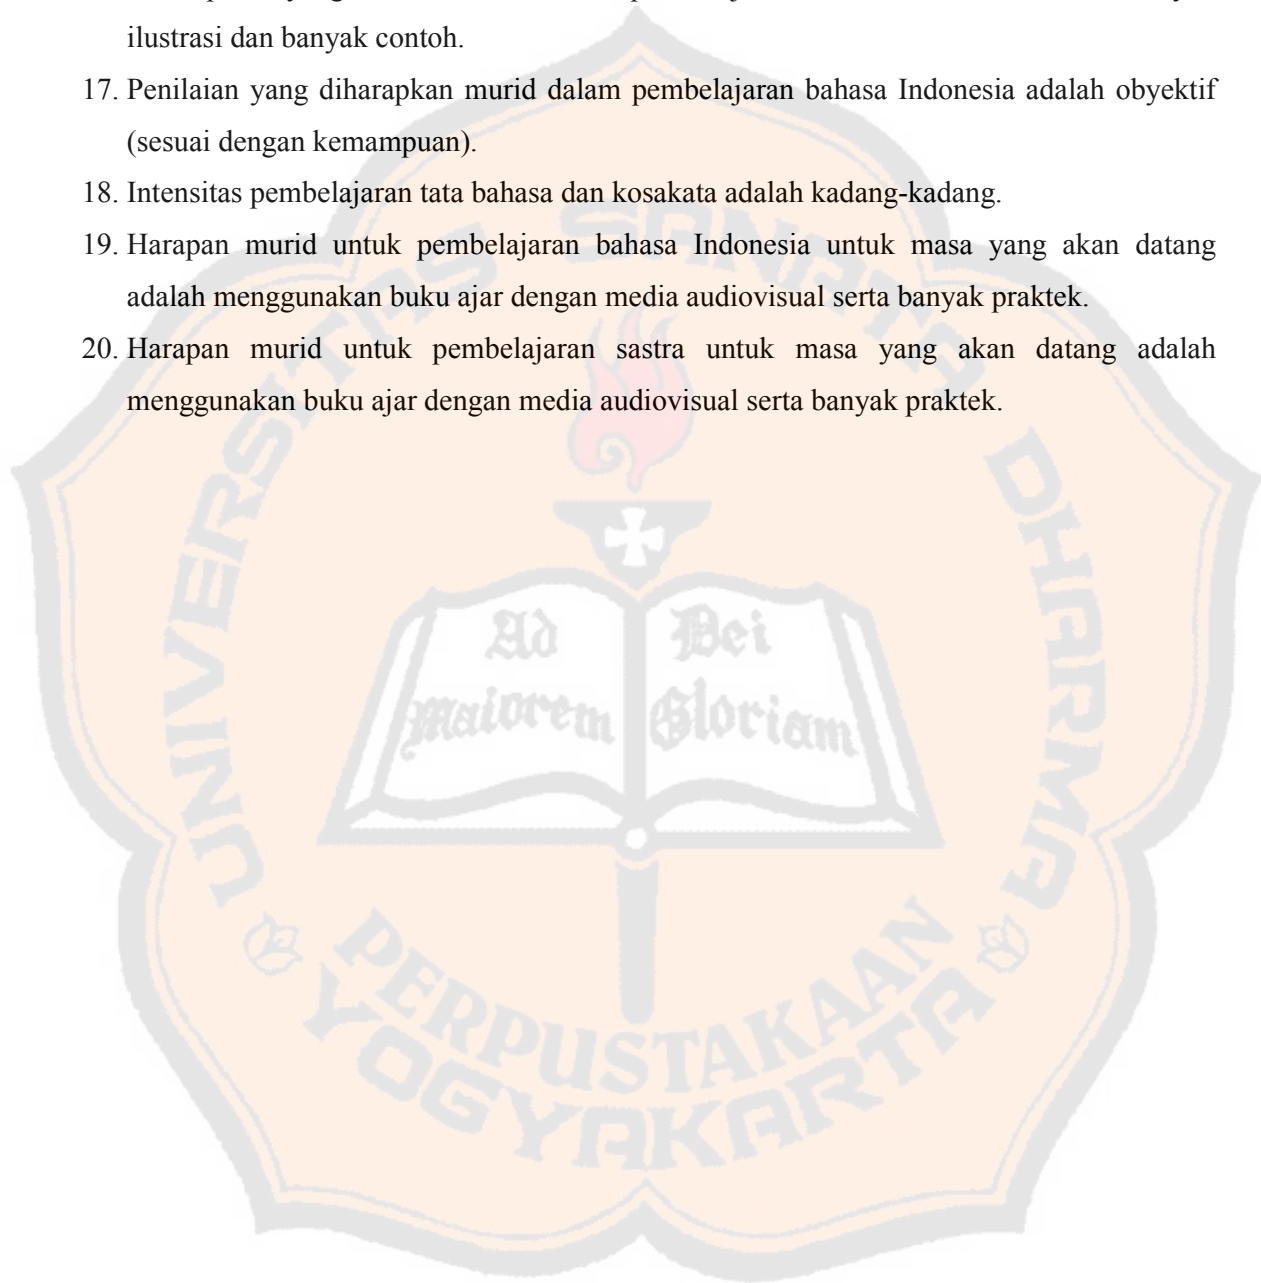 ilustrasi dan banyak contoh.
17. Penilaian yang diharapkan murid dalam pembelajaran bahasa Indonesia adalah obyektif
(sesuai dengan kemampuan).
18. Intensitas pembelajaran tata bahasa dan kosakata adalah kadang-kadang.
19. Harapan murid untuk pembelajaran bahasa Indonesia untuk masa yang akan datang
adalah menggunakan buku ajar dengan media audiovisual serta banyak praktek.
20. Harapan murid untuk pembelajaran sastra untuk masa yang akan datang adalah
menggunakan buku ajar dengan media audiovisual serta banyak praktek.
UNIVERSITAS SANATA DHARMA
Ad Dei
maiorem Gloriam
PERPUSTAKAAN
YOGYAKARTA